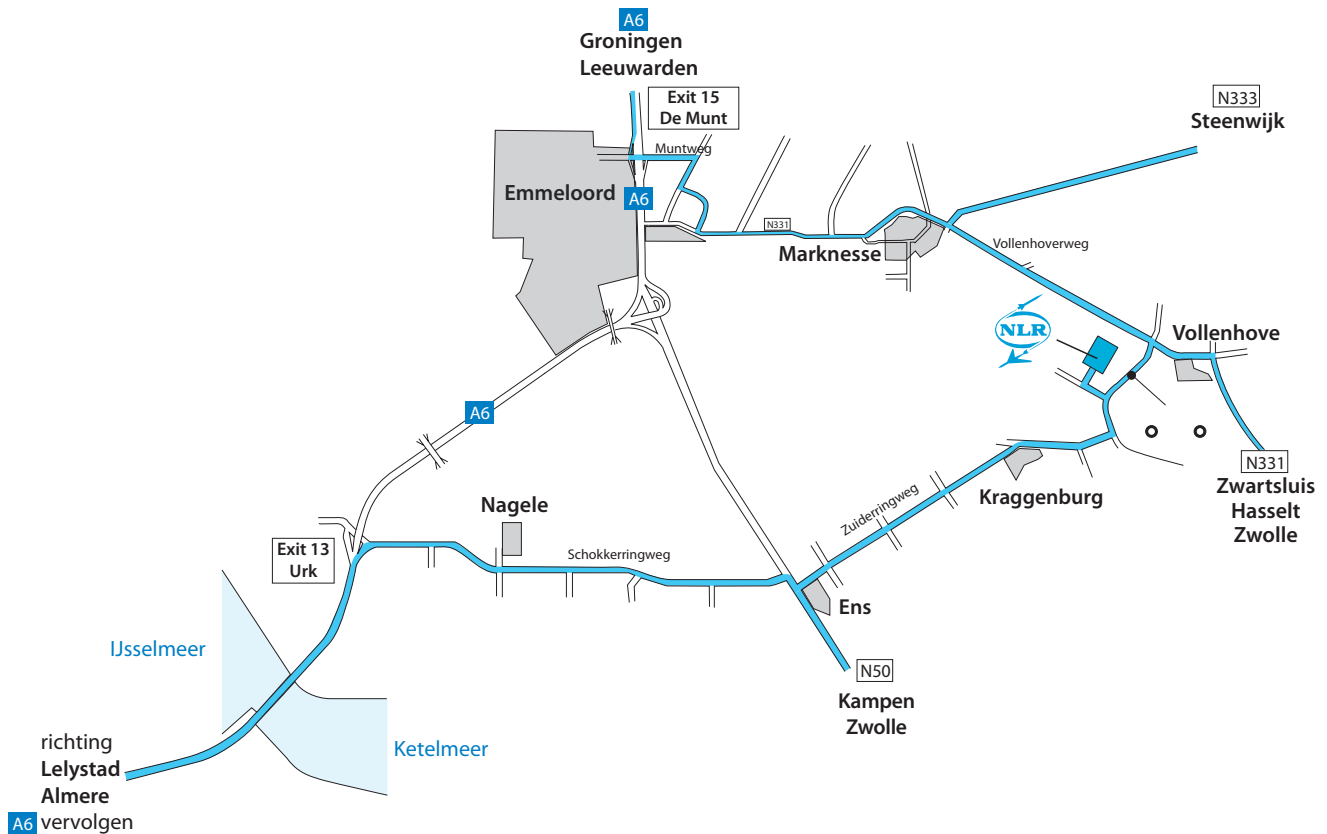 A6
Groningen
Leeuwarden
Exit 15
De Munt
N333
Steenwijk
Muntweg
Emmeloord
A6
N331
Marknesse
Vollenhoverweg
NLR
Vollenhove
A6
N331
Zwartsluis
Hasselt
Zwolle
Kraggenburg
Zuiderringweg
Nagele
Exit 13
Urk
Schokkerringweg
Ens
IJsselmeer
N50
Kampen
Zwolle
Ketelmeer
richting
Lelystad
Almere
A6 vervolgen